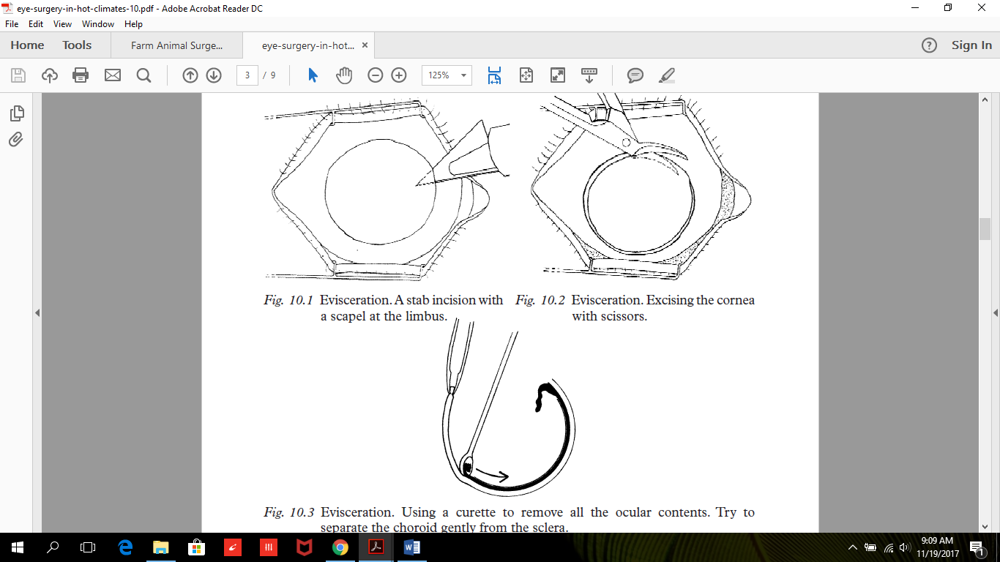 eye-surgery-in-hot-climates-10.pdf - Adobe Acrobat Reader DC
File Edit View Window Help
Home Tools Farm Animal Surge... eye-surgery-in-hot... × ? Sign In
3 / 9 125%
Fig. 10.1 Evisceration. A stab incision with
a scapel at the limbus.
Fig. 10.2 Evisceration. Excising the cornea
with scissors.
Fig. 10.3 Evisceration. Using a curette to remove all the ocular contents. Try to
separate the choroid gently from the sclera.
9:09 AM
11/19/2017
1